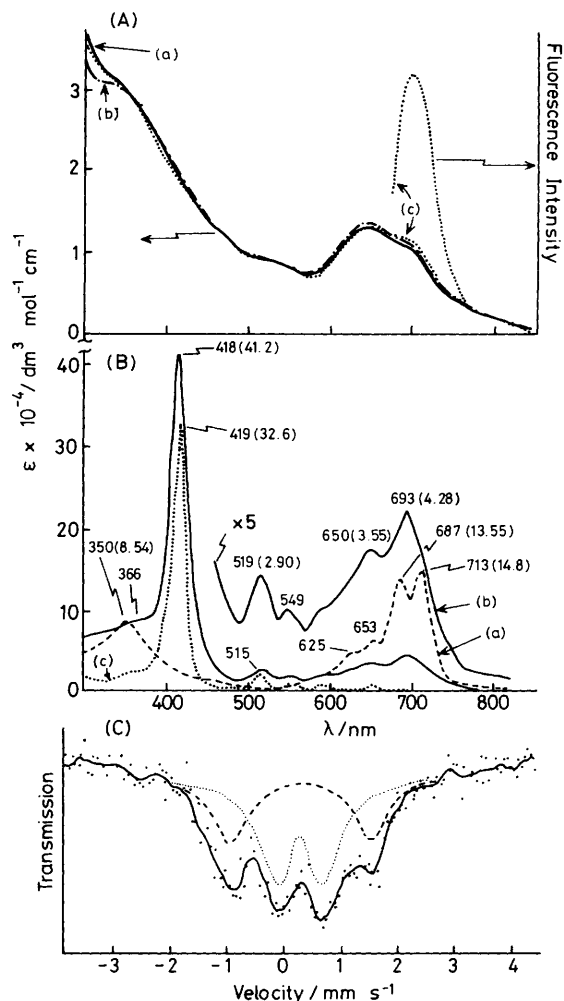 (A)
(a)
(b)
(c)
3
2
1
0
Fluorescence Intensity
ε × 10⁻⁴/dm³ mol⁻¹ cm⁻¹
(B)
418 (41.2)
419 (32.6)
×5
350 (8.54)
366
519 (2.90)
549
650 (3.55)
693 (4.28)
687 (13.55)
713 (14.8)
(b)
(a)
625
653
515
(c)
40
30
20
10
0
400 500 600 700 800
λ/nm
(C)
Transmission
-3 -2 -1 0 1 2 3 4
Velocity / mm s⁻¹